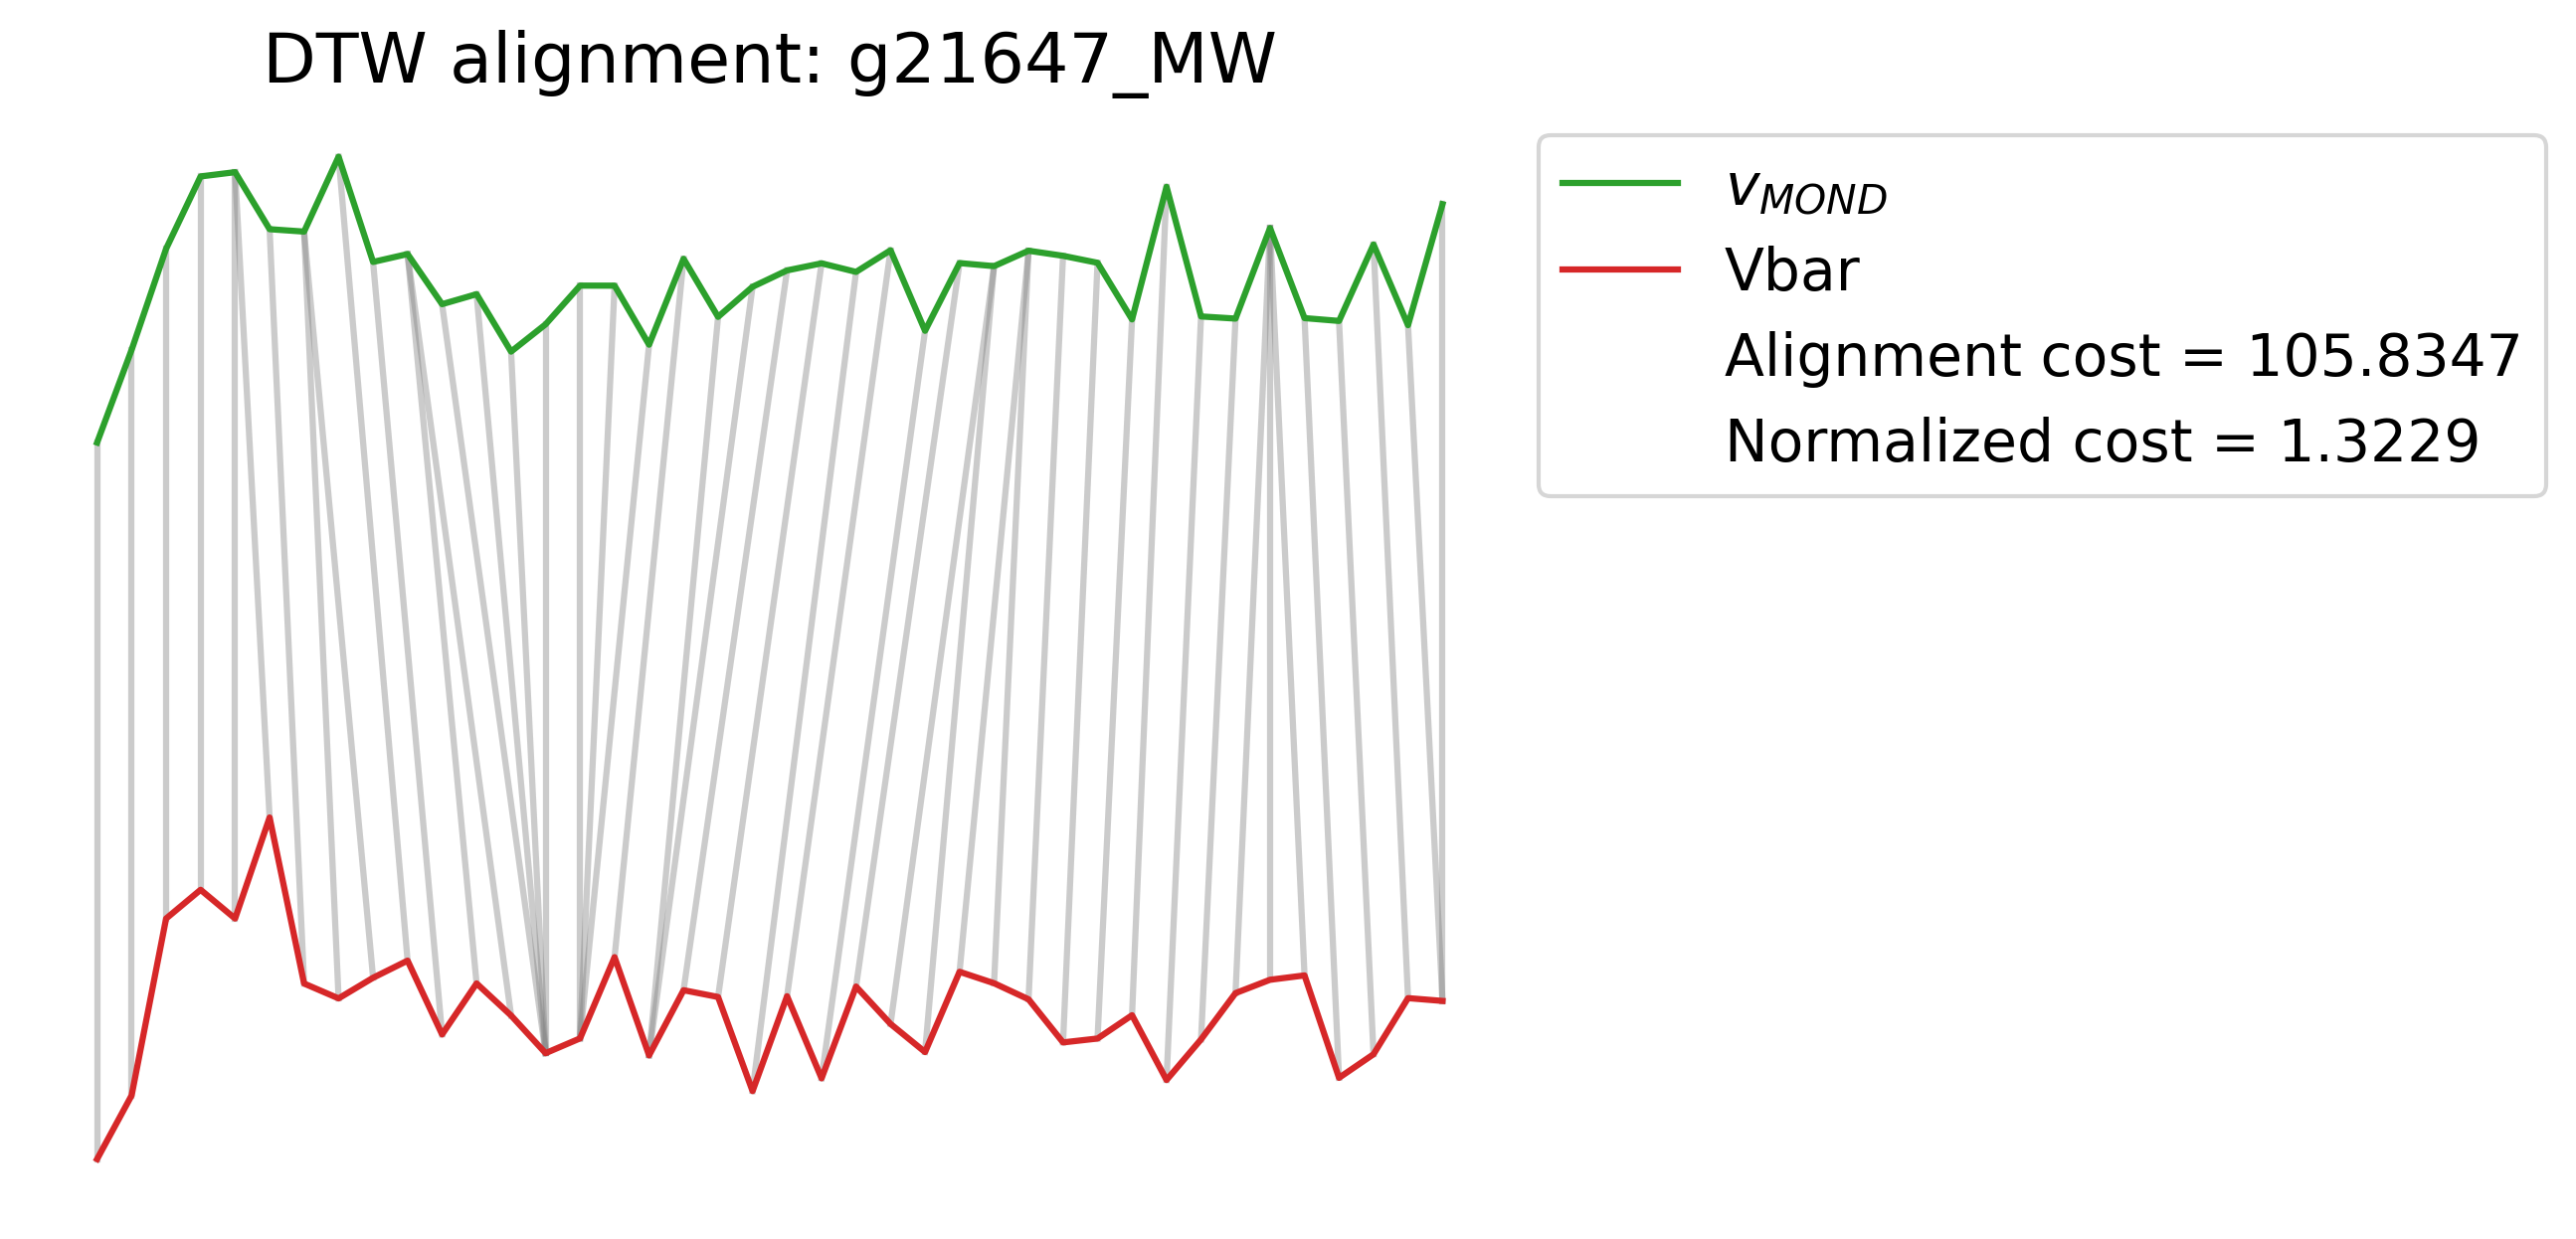 DTW alignment: g21647_MW
v_MOND
Vbar
Alignment cost = 105.8347
Normalized cost = 1.3229